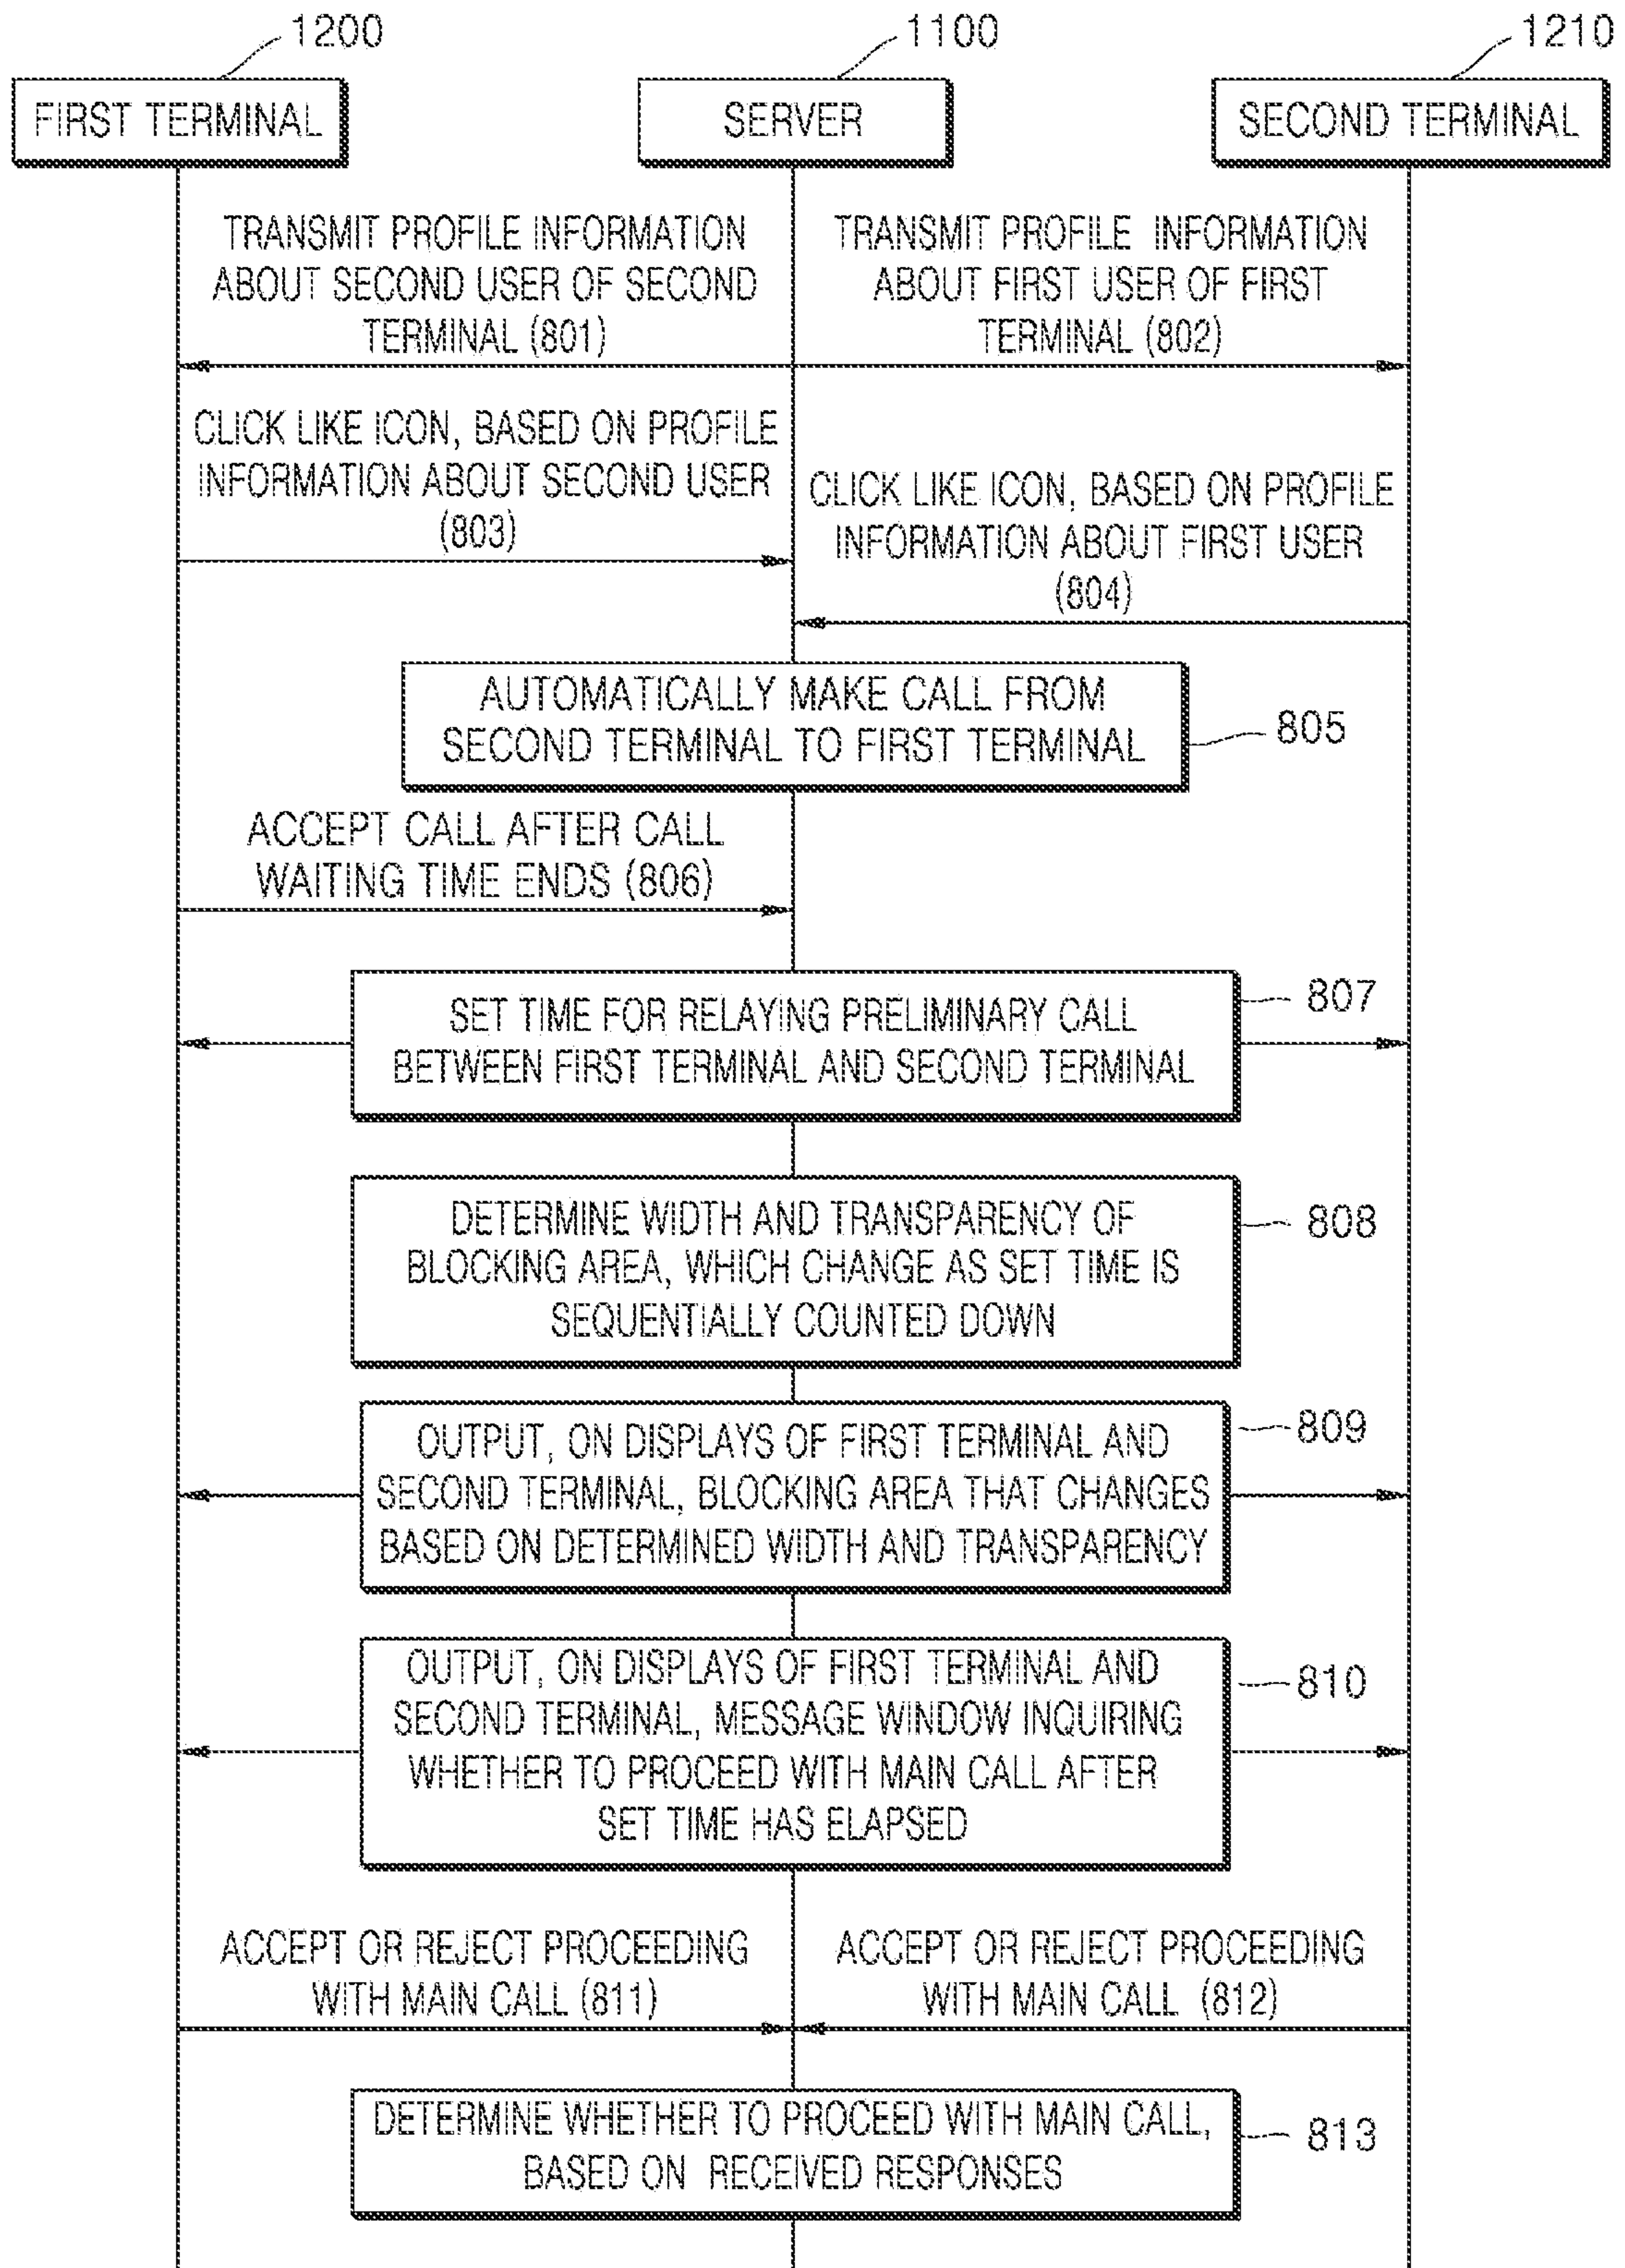 1200
1100
1210
FIRST TERMINAL
SERVER
SECOND TERMINAL
TRANSMIT PROFILE INFORMATION
ABOUT SECOND USER OF SECOND
TERMINAL (801)
TRANSMIT PROFILE INFORMATION
ABOUT FIRST USER OF FIRST
TERMINAL (802)
CLICK LIKE ICON, BASED ON PROFILE
INFORMATION ABOUT SECOND USER
(803)
CLICK LIKE ICON, BASED ON PROFILE
INFORMATION ABOUT FIRST USER
(804)
AUTOMATICALLY MAKE CALL FROM
SECOND TERMINAL TO FIRST TERMINAL
805
ACCEPT CALL AFTER CALL
WAITING TIME ENDS (806)
SET TIME FOR RELAYING PRELIMINARY CALL
BETWEEN FIRST TERMINAL AND SECOND TERMINAL
807
DETERMINE WIDTH AND TRANSPARENCY OF
BLOCKING AREA, WHICH CHANGE AS SET TIME IS
SEQUENTIALLY COUNTED DOWN
808
OUTPUT, ON DISPLAYS OF FIRST TERMINAL AND
SECOND TERMINAL, BLOCKING AREA THAT CHANGES
BASED ON DETERMINED WIDTH AND TRANSPARENCY
809
OUTPUT, ON DISPLAYS OF FIRST TERMINAL AND
SECOND TERMINAL, MESSAGE WINDOW INQUIRING
WHETHER TO PROCEED WITH MAIN CALL AFTER
SET TIME HAS ELAPSED
810
ACCEPT OR REJECT PROCEEDING
WITH MAIN CALL (811)
ACCEPT OR REJECT PROCEEDING
WITH MAIN CALL (812)
DETERMINE WHETHER TO PROCEED WITH MAIN CALL,
BASED ON RECEIVED RESPONSES
813